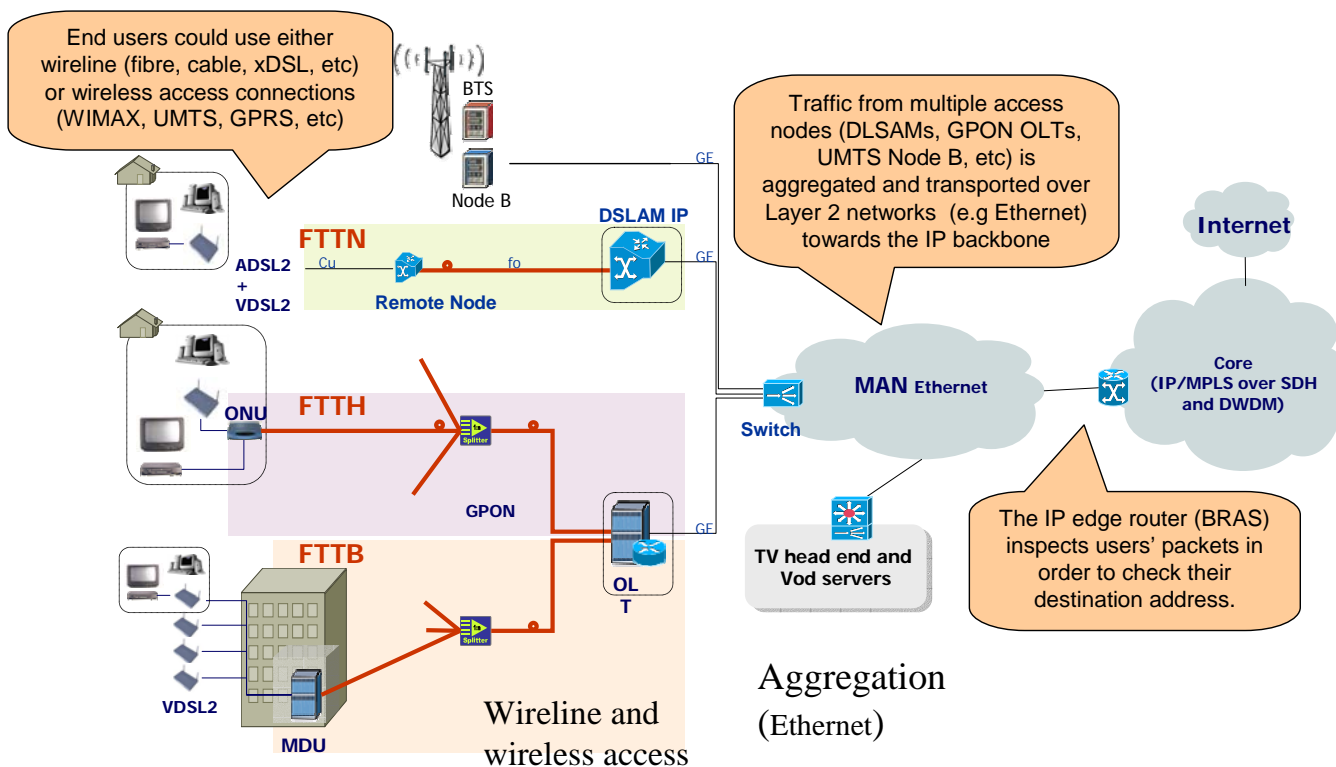 End users could use either
wireline (fibre, cable, xDSL, etc)
or wireless access connections
(WIMAX, UMTS, GPRS, etc)
BTS
Node B
GE
Traffic from multiple access
nodes (DLSAMs, GPON OLTs,
UMTS Node B, etc) is
aggregated and transported over
Layer 2 networks (e.g Ethernet)
towards the IP backbone
Internet
FTTN
DSLAM IP
ADSL2
+
VDSL2
Cu
fo
GE
Remote Node
FTTH
ONU
Splitter
GPON
MAN Ethernet
Switch
Core
(IP/MPLS over SDH
and DWDM)
FTTB
OL
T
GE
TV head end and
Vod servers
The IP edge router (BRAS)
inspects users' packets in
order to check their
destination address.
Splitter
VDSL2
MDU
Wireline and
wireless access
Aggregation
(Ethernet)